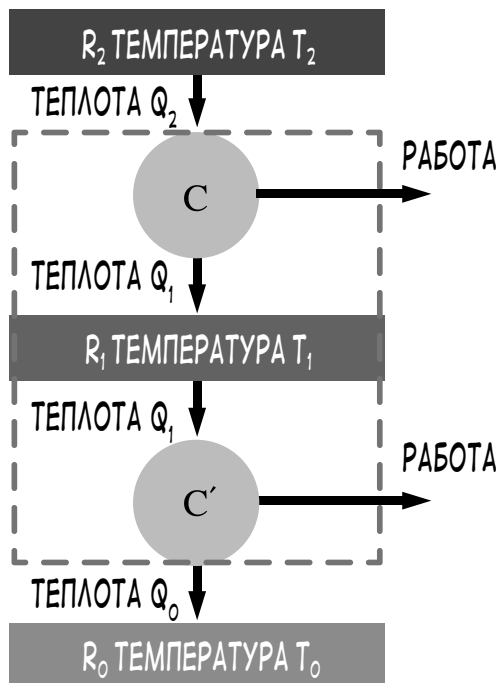 R₂ ТЕМПЕРАТУРА T₂
ТЕПЛОТА Q₂
РАБОТА
C
ТЕПЛОТА Q₁
R₁ ТЕМПЕРАТУРА T₁
ТЕПЛОТА Q₁
РАБОТА
C´
ТЕПЛОТА Q₀
R₀ ТЕМПЕРАТУРА T₀